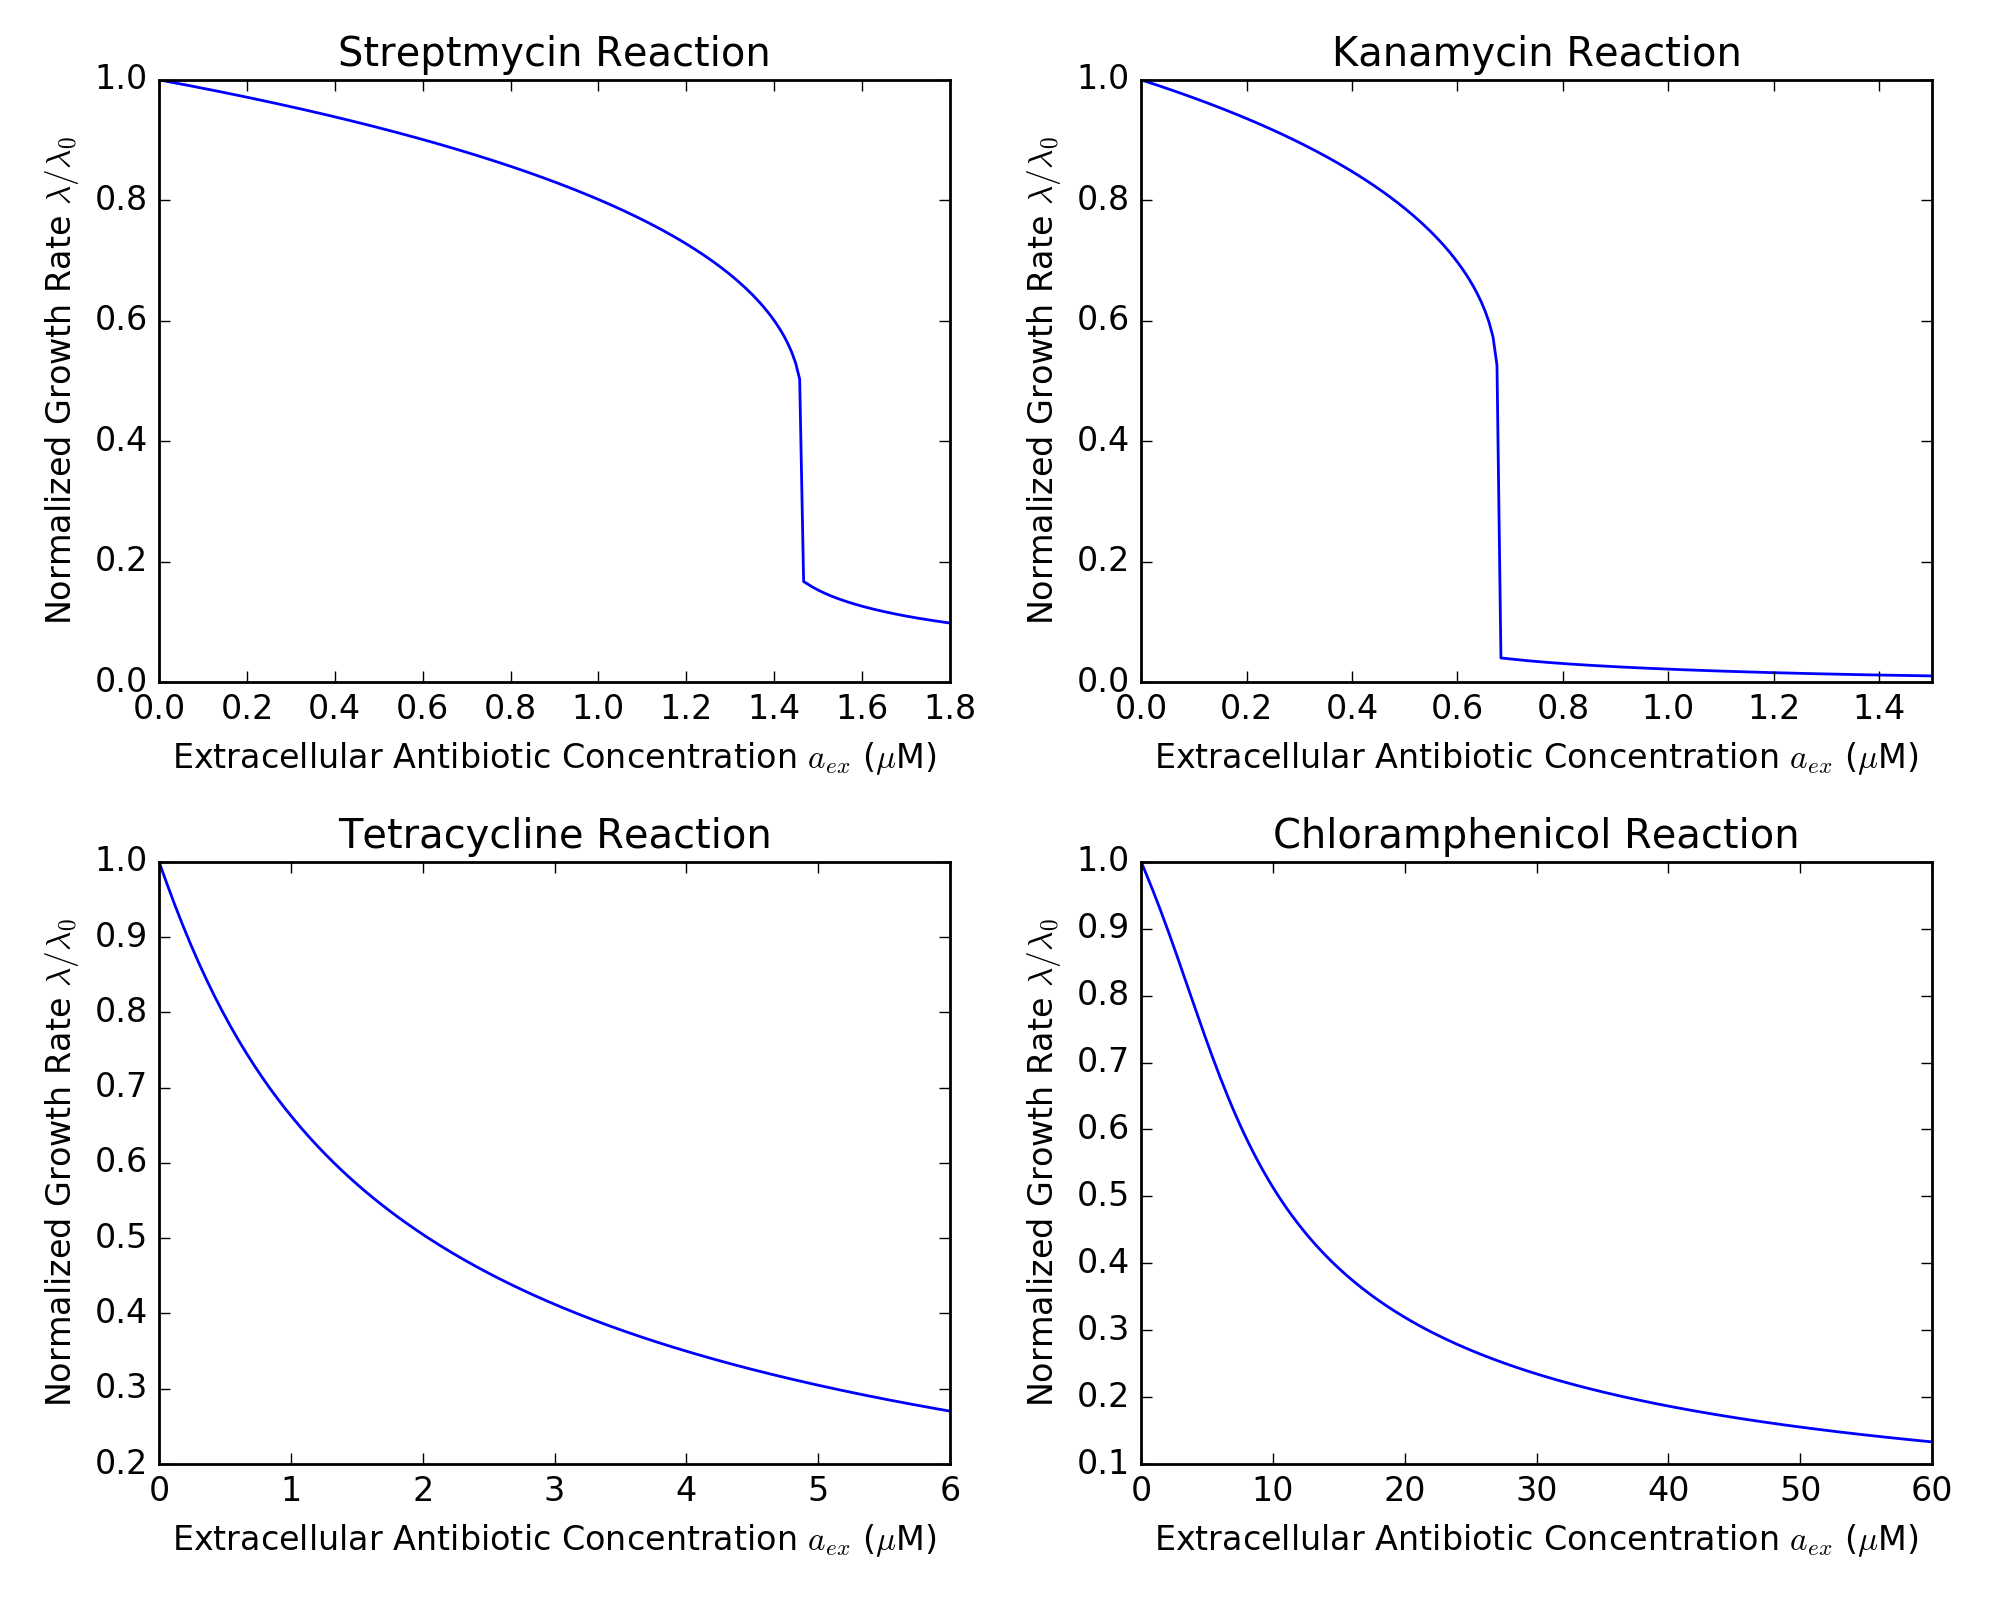 Streptmycin Reaction
Normalized Growth Rate λ/λ₀
1.0
0.8
0.6
0.4
0.2
0.0
0.0 0.2 0.4 0.6 0.8 1.0 1.2 1.4 1.6 1.8
Extracellular Antibiotic Concentration aₑₓ (μM)
Kanamycin Reaction
Normalized Growth Rate λ/λ₀
1.0
0.8
0.6
0.4
0.2
0.0
0.0 0.2 0.4 0.6 0.8 1.0 1.2 1.4
Extracellular Antibiotic Concentration aₑₓ (μM)
Tetracycline Reaction
Normalized Growth Rate λ/λ₀
1.0
0.9
0.8
0.7
0.6
0.5
0.4
0.3
0.2
0 1 2 3 4 5 6
Extracellular Antibiotic Concentration aₑₓ (μM)
Chloramphenicol Reaction
Normalized Growth Rate λ/λ₀
1.0
0.9
0.8
0.7
0.6
0.5
0.4
0.3
0.2
0.1
0 10 20 30 40 50 60
Extracellular Antibiotic Concentration aₑₓ (μM)